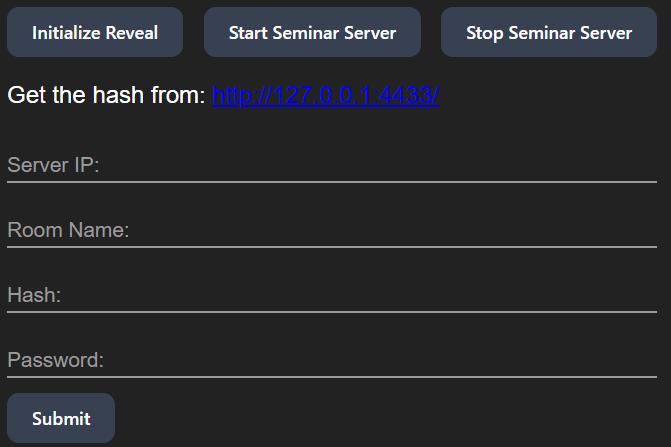 Initialize Reveal Start Seminar Server Stop Seminar Server
Get the hash from: http://127.0.0.1:4433/
Server IP:
Room Name:
Hash:
Password:
Submit